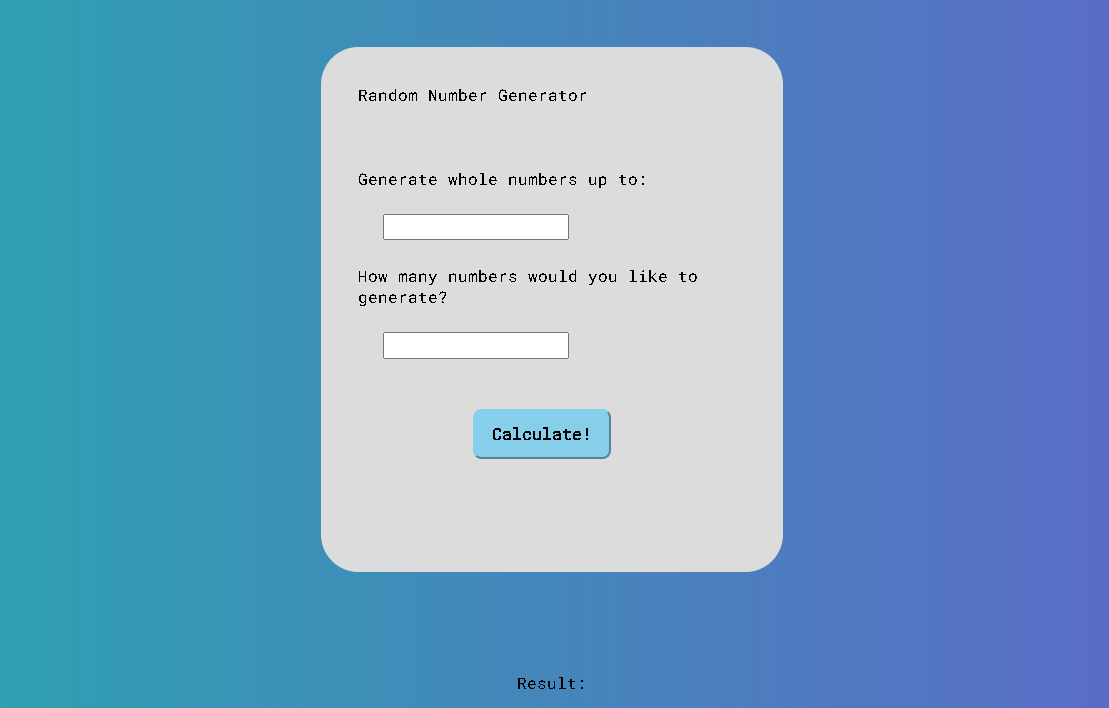 Random Number Generator
Generate whole numbers up to:
How many numbers would you like to
generate?
Calculate!
Result: